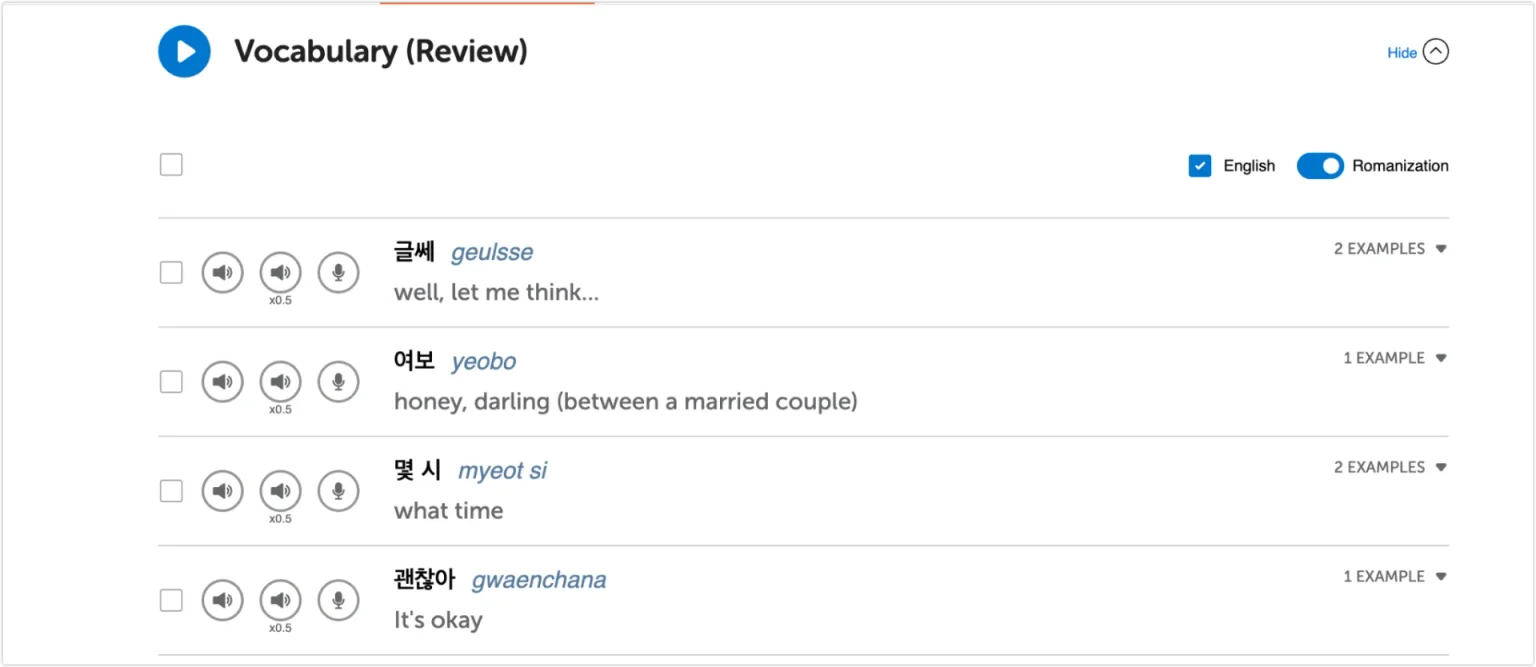 Vocabulary (Review)
Hide
English Romanization
글쎄 geulsse
2 EXAMPLES
well, let me think...
x0.5
여보 yeobo
1 EXAMPLE
honey, darling (between a married couple)
x0.5
몇 시 myeot si
2 EXAMPLES
what time
x0.5
괜찮아 gwaenchana
1 EXAMPLE
It's okay
x0.5